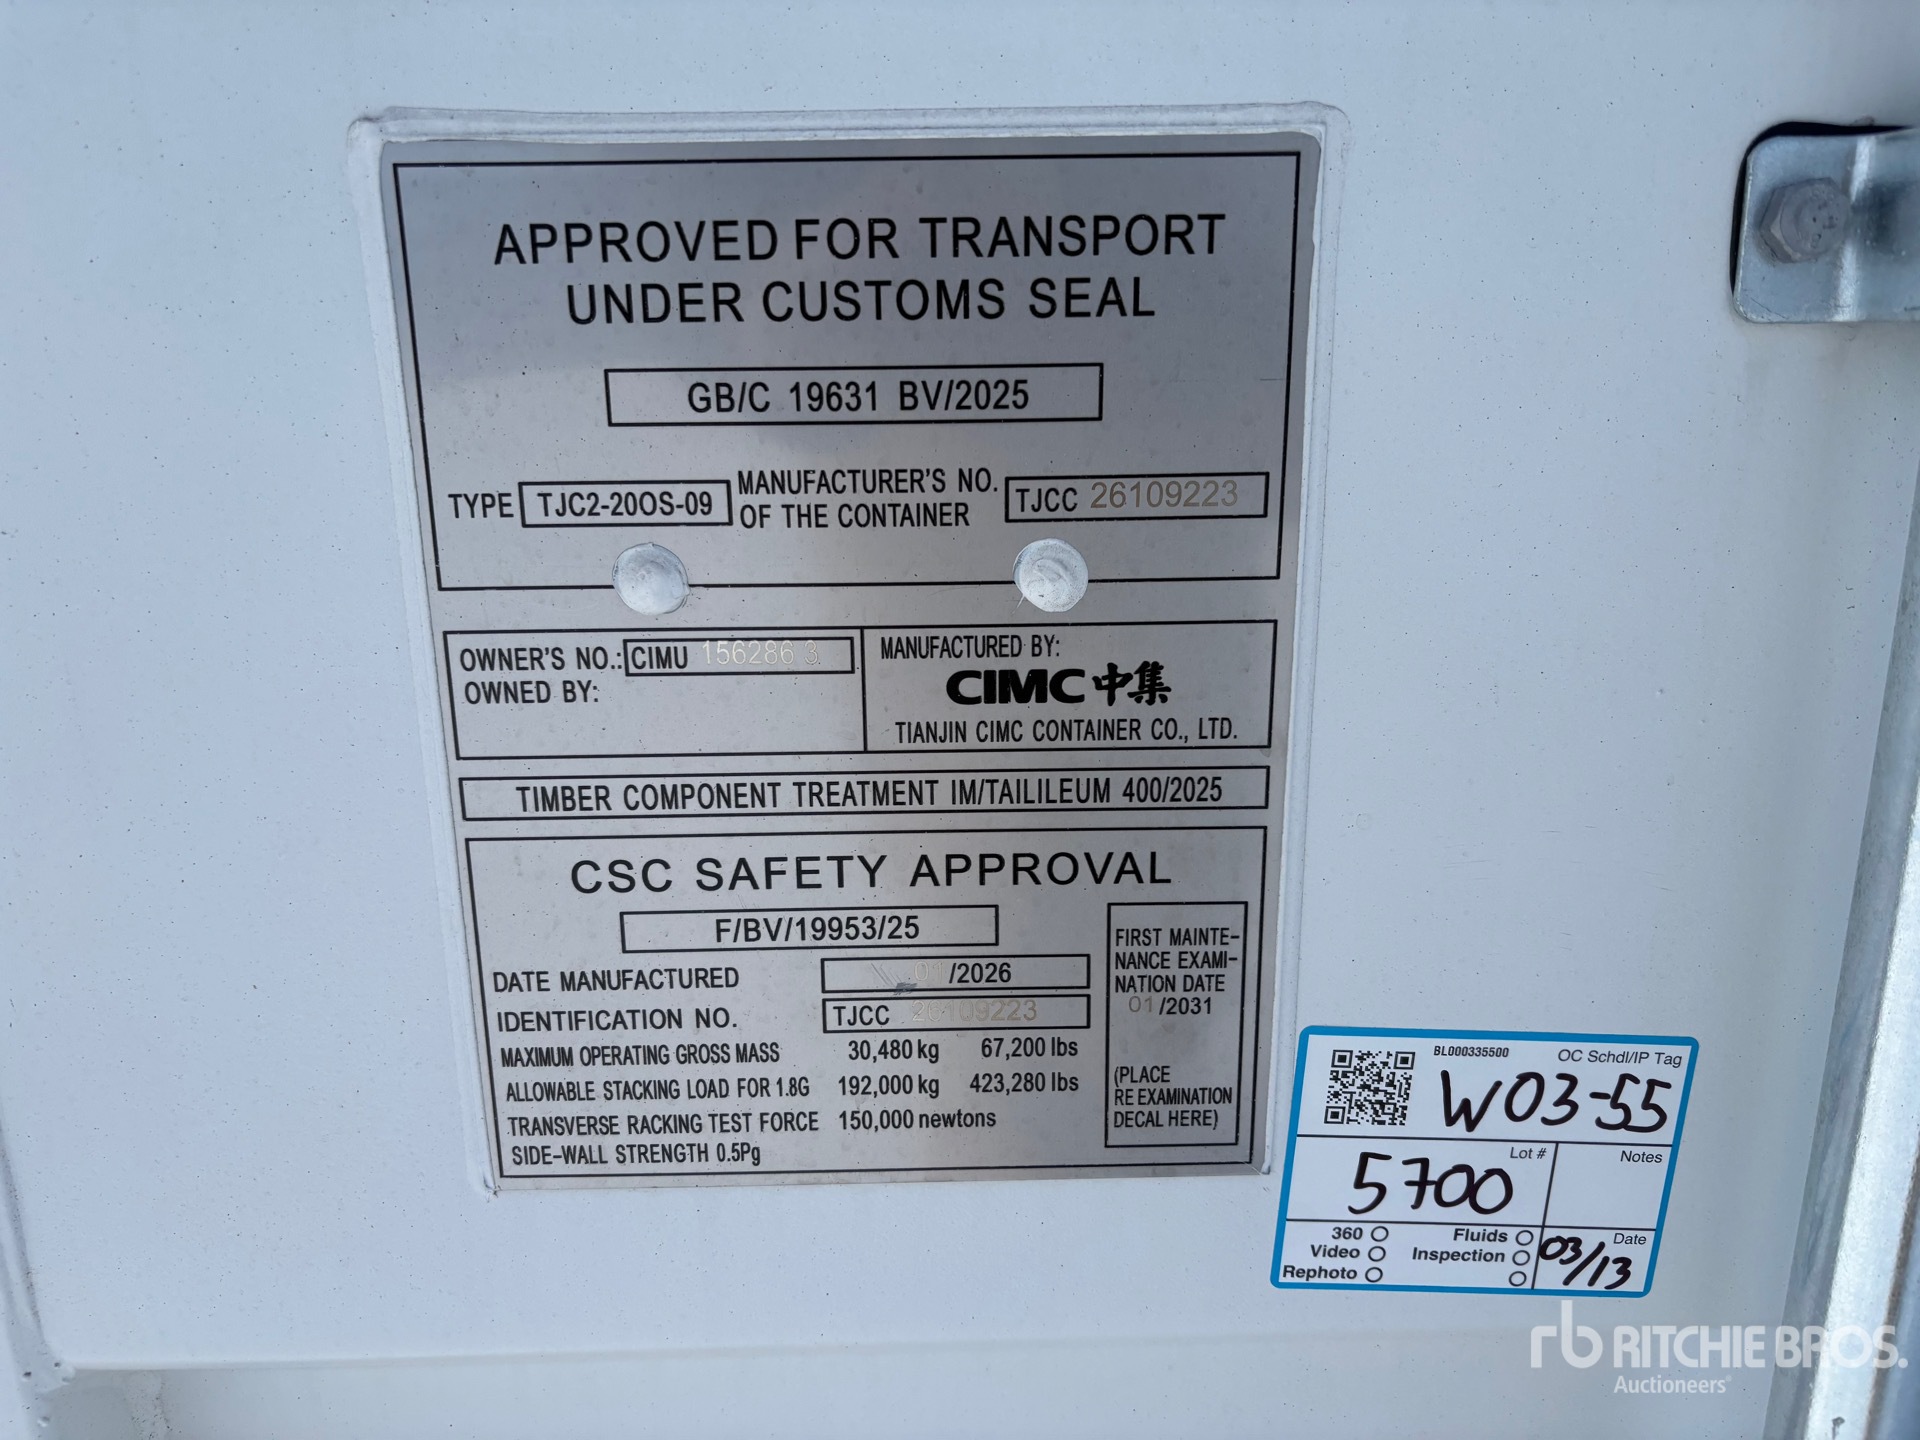 APPROVED FOR TRANSPORT
UNDER CUSTOMS SEAL
GB/C 19631 BV/2025
TYPE TJC2-20OS-09 MANUFACTURER'S NO. OF THE CONTAINER TJCC 26109223
OWNER'S NO.: CIMU 156286 3
OWNED BY:
MANUFACTURED BY:
CIMC 中集
TIANJIN CIMC CONTAINER CO., LTD.
TIMBER COMPONENT TREATMENT IM/TAILILEUM 400/2025
CSC SAFETY APPROVAL
F/BV/19953/25
DATE MANUFACTURED 01/2026
IDENTIFICATION NO. TJCC 26109223
MAXIMUM OPERATING GROSS MASS 30,480 kg 67,200 lbs
ALLOWABLE STACKING LOAD FOR 1.8G 192,000 kg 423,280 lbs
TRANSVERSE RACKING TEST FORCE 150,000 newtons
SIDE-WALL STRENGTH 0.5Pg
FIRST MAINTE-
NANCE EXAMI-
NATION DATE
01/2031
(PLACE
RE EXAMINATION
DECAL HERE)
BL000335500 OC Schdl/IP Tag
W03-55
Lot # Notes
5700
360 Fluids Date
Video Inspection 03/13
Rephoto
rb RITCHIE BROS.
Auctioneers